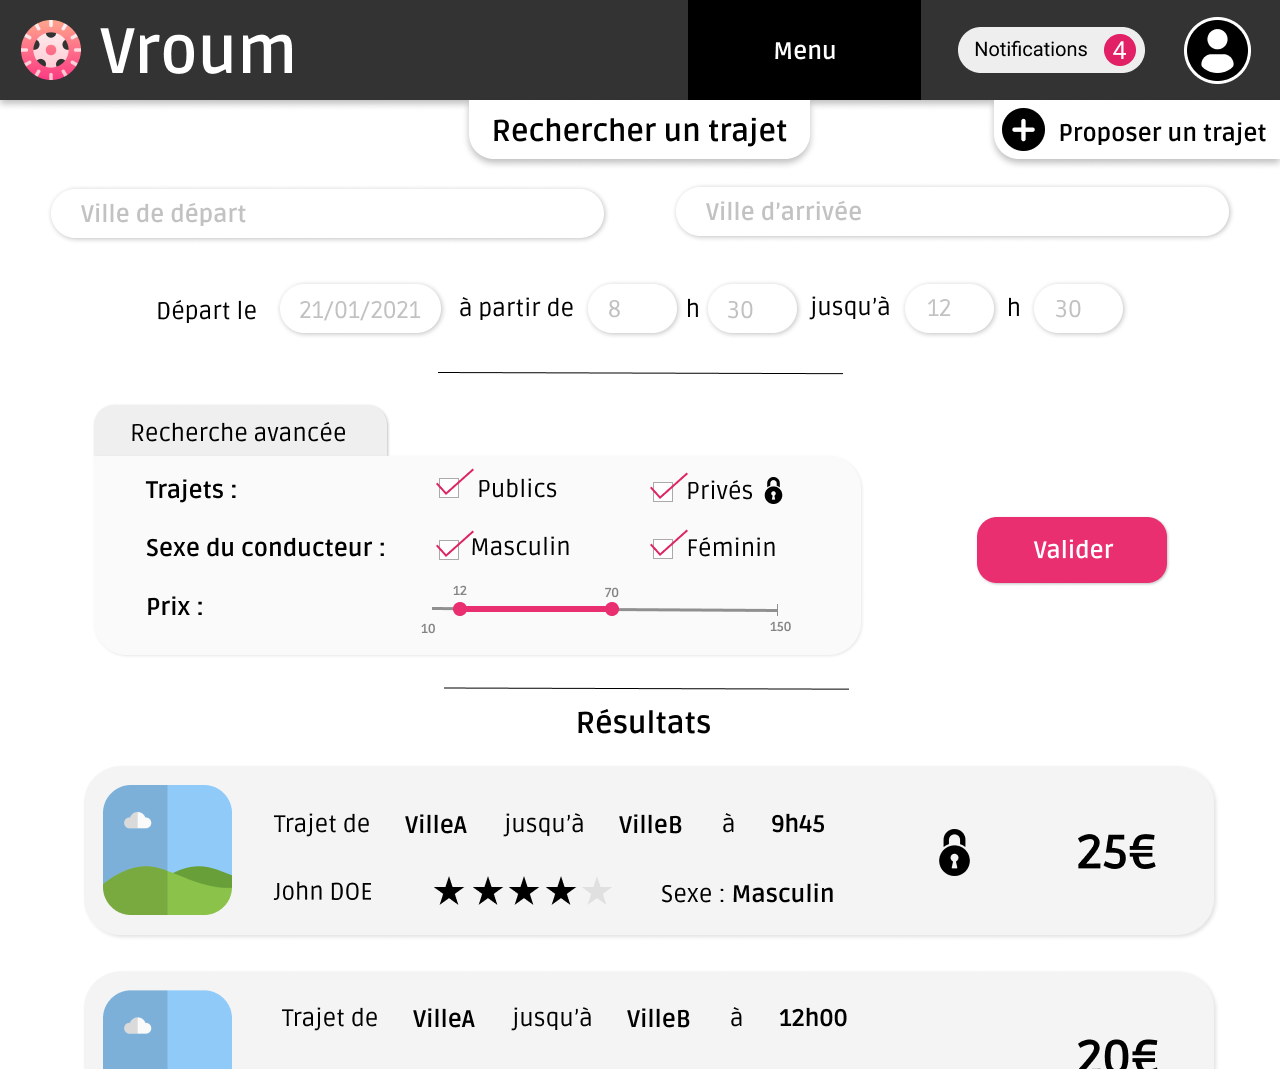 Vroum
Menu
Notifications 4
Rechercher un trajet
Proposer un trajet
Ville de départ
Ville d'arrivée
Départ le 21/01/2021 à partir de 8 h 30 jusqu'à 12 h 30
Recherche avancée
Trajets : Publics Privés
Sexe du conducteur : Masculin Féminin
Prix : 12 70
10 150
Valider
Résultats
Trajet de VilleA jusqu'à VilleB à 9h45
25€
John DOE Sexe : Masculin
Trajet de VilleA jusqu'à VilleB à 12h00
20€